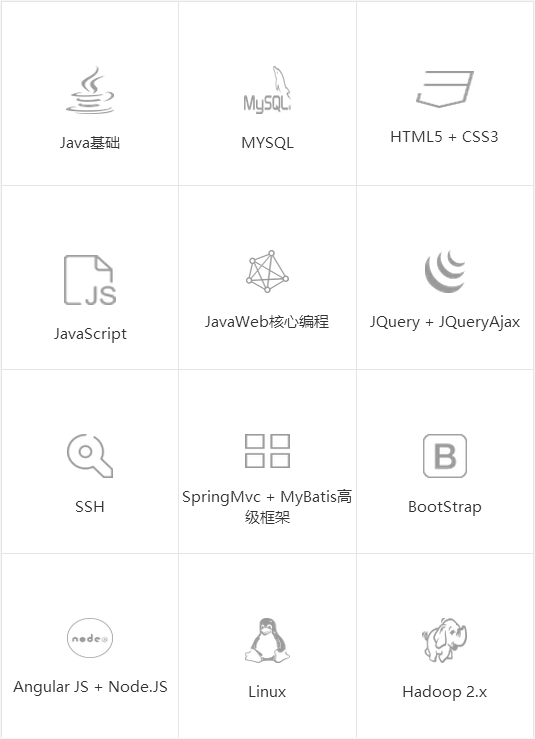 MySQL
Java基础
MYSQL
HTML5 + CSS3
JS
JavaScript
JavaWeb核心编程
JQuery + JQueryAjax
SSH
SpringMvc + MyBatis高
级框架
B
BootStrap
node
Angular JS + Node.JS
Linux
Hadoop 2.x